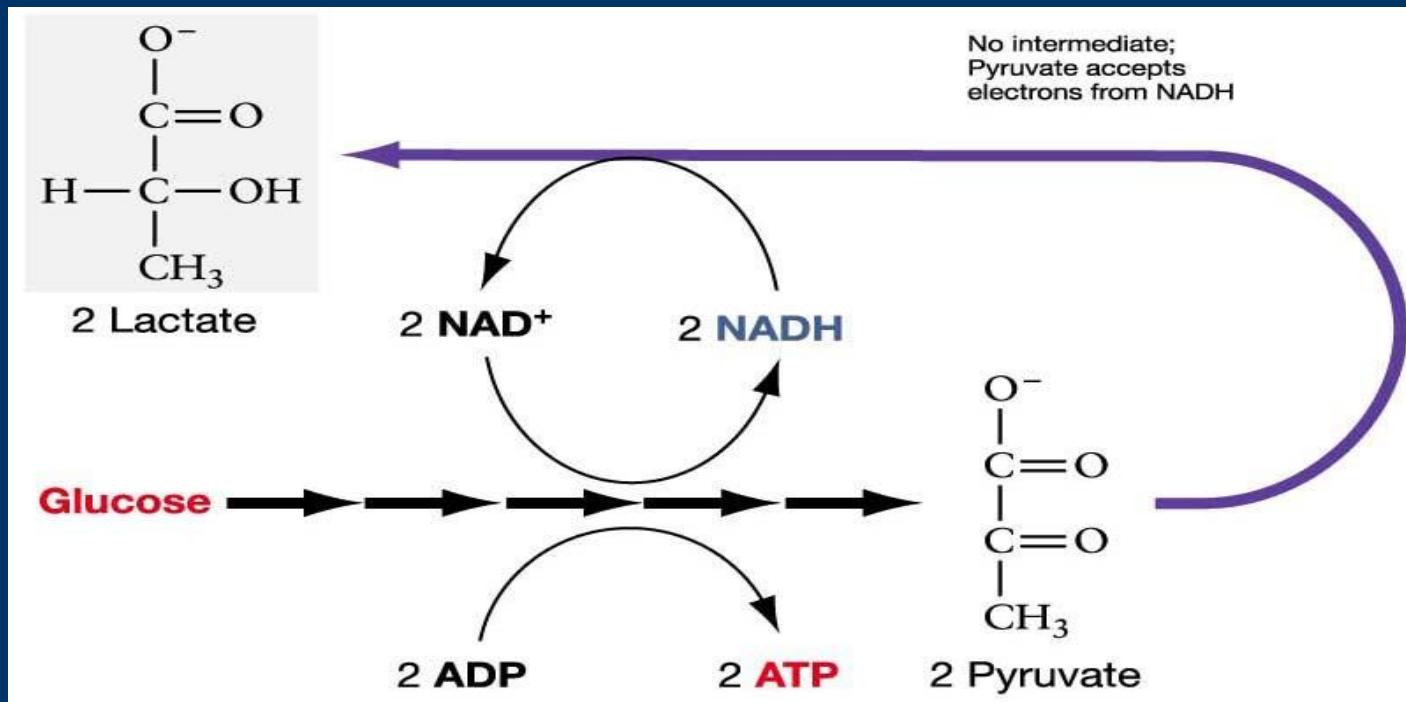 O⁻
C=O
H—C—OH
CH₃
2 Lactate
No intermediate;
Pyruvate accepts
electrons from NADH
2 NAD⁺
2 NADH
Glucose
2 ADP
2 ATP
O⁻
C=O
C=O
CH₃
2 Pyruvate